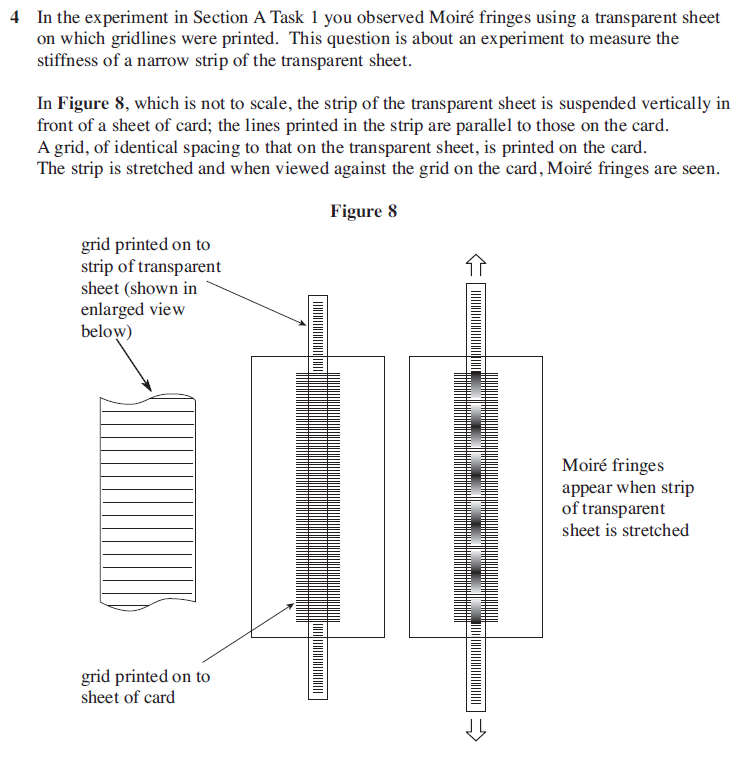 4 In the experiment in Section A Task 1 you observed Moiré fringes using a transparent sheet
on which gridlines were printed. This question is about an experiment to measure the
stiffness of a narrow strip of the transparent sheet.
In Figure 8, which is not to scale, the strip of the transparent sheet is suspended vertically in
front of a sheet of card; the lines printed in the strip are parallel to those on the card.
A grid, of identical spacing to that on the transparent sheet, is printed on the card.
The strip is stretched and when viewed against the grid on the card, Moiré fringes are seen.
Figure 8
grid printed on to
strip of transparent
sheet (shown in
enlarged view
below)
Moiré fringes
appear when strip
of transparent
sheet is stretched
grid printed on to
sheet of card